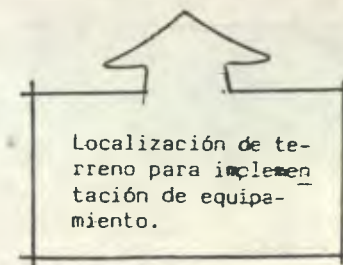 Localización de te-
rreno para implemen
tación de equipa-
miento.